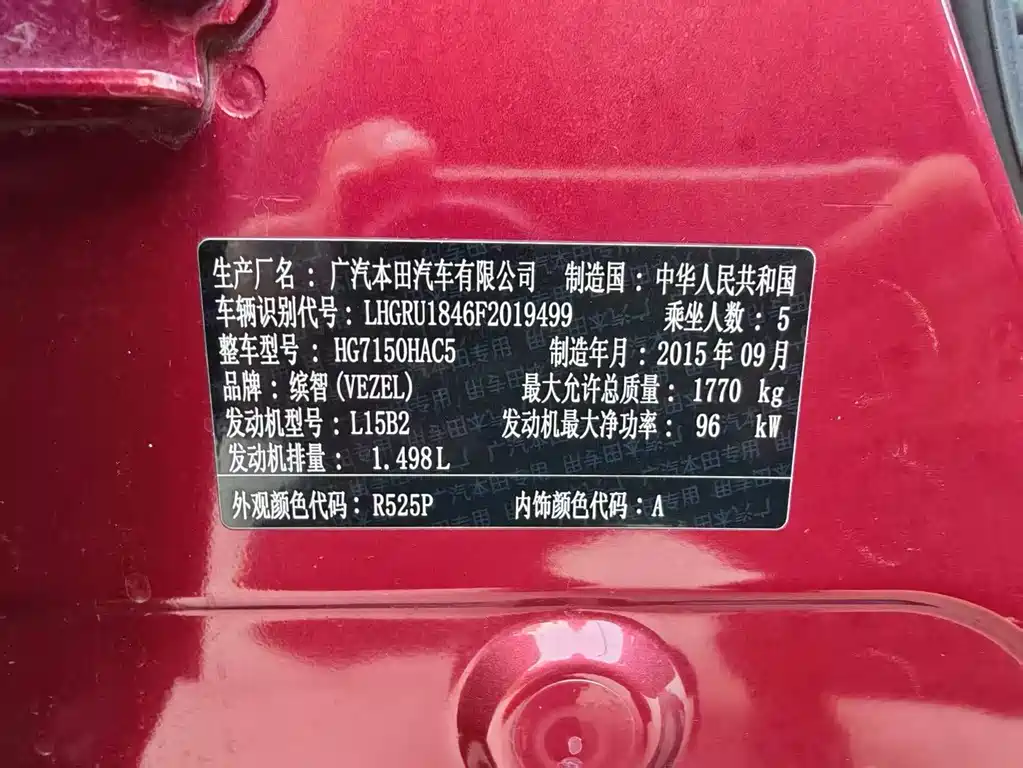 生产厂名：广汽本田汽车有限公司 制造国：中华人民共和国
车辆识别代号：LHGRU1846F2019499 乘坐人数：5
整车型号：HG7150HAC5 制造年月：2015年09月
品牌：缤智(VEZEL) 最大允许总质量：1770 kg
发动机型号：L15B2 发动机最大净功率：96 kW
发动机排量：1.498L
外观颜色代码：R525P 内饰颜色代码：A